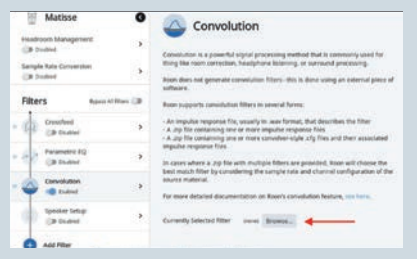 Matisse
Headroom Management
Disabled
Sample Rate Conversion
Disabled
Filters
Bypass All Filters
Crossfeed
Disabled
Parametric EQ
Disabled
Convolution
Enabled
Speaker Setup
Disabled
Add Filter
Convolution
Convolution is a powerful signal processing method that is commonly used for
thing like room correction, headphone listening, or surround processing.
Roon does not generate convolution filters- this is done using an external piece of
software.
Roon supports convolution filters in several forms:
- An impulse response file, usually in .wav format, that describes the filter
- A .zip file containing one or more impulse response files
- A .zip file containing one or more convolver-style .cfg files and their associated
impulse response files
In cases where a .zip file with multiple filters are provided, Roon will choose the
best match filter by considering the sample rate and channel configuration of the
source material.
For more detailed documentation on Roon's convolution feature, see here.
Currently Selected Filter (none) Browse...